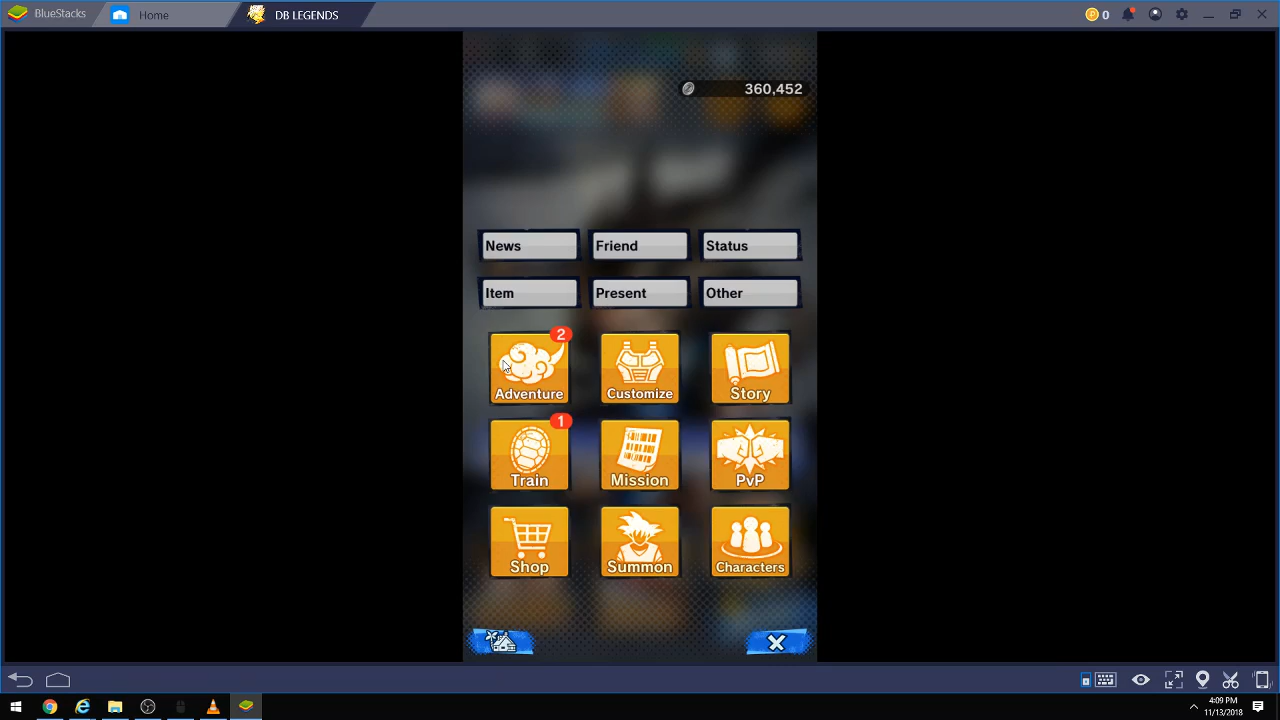 BlueStacks Home DB LEGENDS 0
360,452
News Friend Status
Item Present Other
2
Adventure Customize Story
1
Train Mission PvP
Shop Summon Characters
4:09 PM
11/13/2018